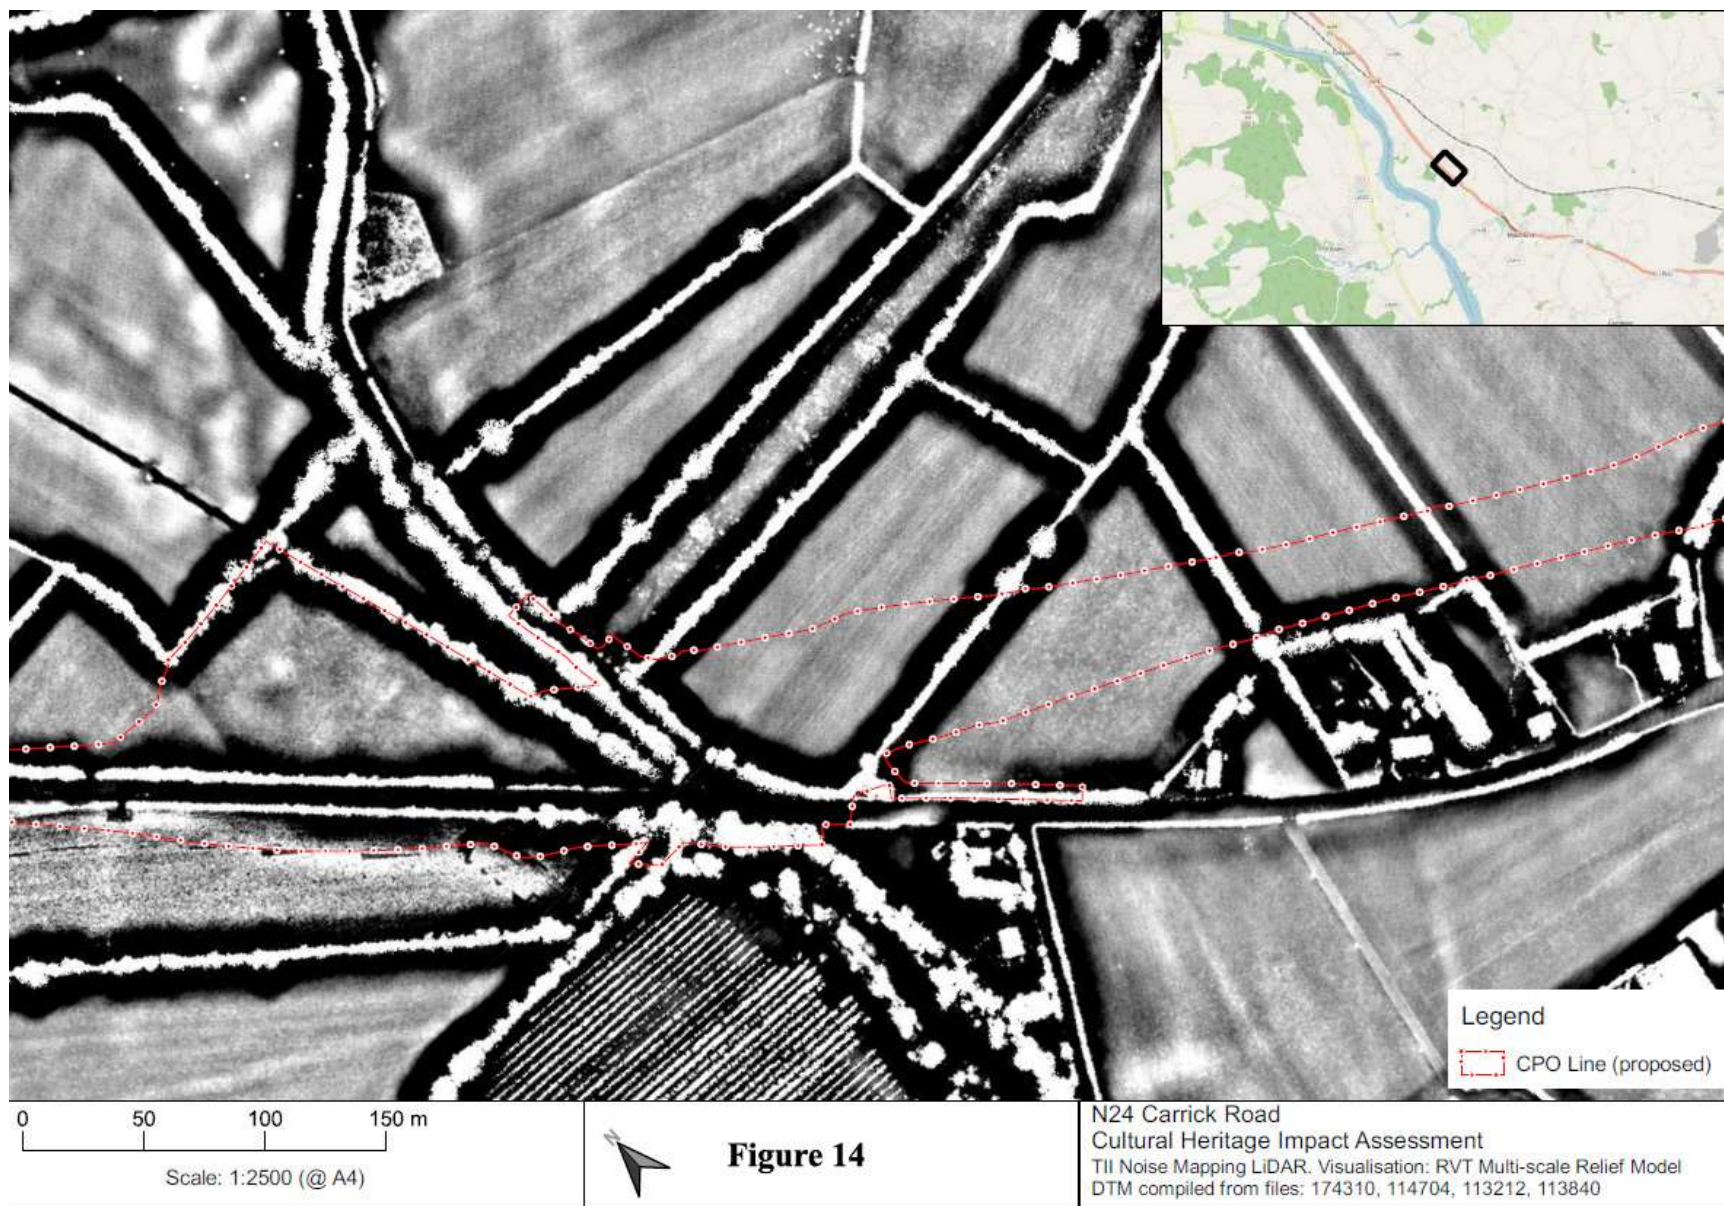 Legend
CPO Line (proposed)
0 50 100 150 m
Scale: 1:2500 (@ A4)
N
Figure 14
N24 Carrick Road
Cultural Heritage Impact Assessment
TII Noise Mapping LiDAR. Visualisation: RVT Multi-scale Relief Model
DTM compiled from files: 174310, 114704, 113212, 113840